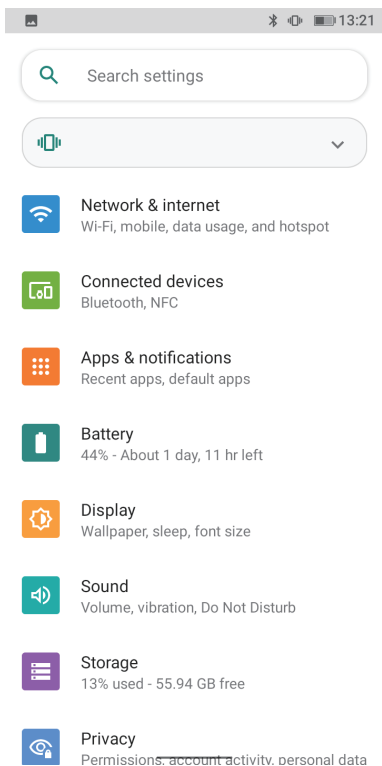 13:21
Search settings
Network & internet
Wi-Fi, mobile, data usage, and hotspot
Connected devices
Bluetooth, NFC
Apps & notifications
Recent apps, default apps
Battery
44% - About 1 day, 11 hr left
Display
Wallpaper, sleep, font size
Sound
Volume, vibration, Do Not Disturb
Storage
13% used - 55.94 GB free
Privacy
Permissions, account activity, personal data